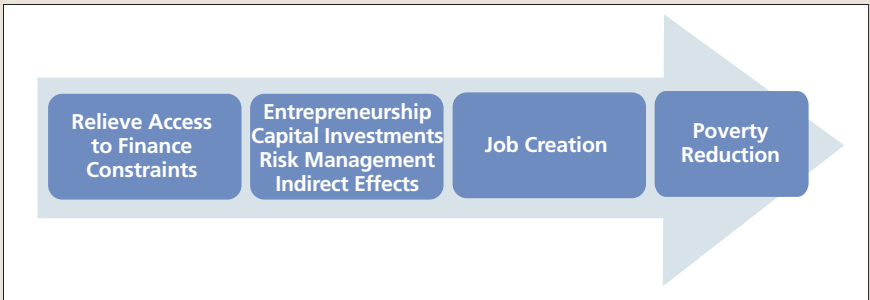 Relieve Access
to Finance
Constraints
Entrepreneurship
Capital Investments
Risk Management
Indirect Effects
Job Creation
Poverty
Reduction